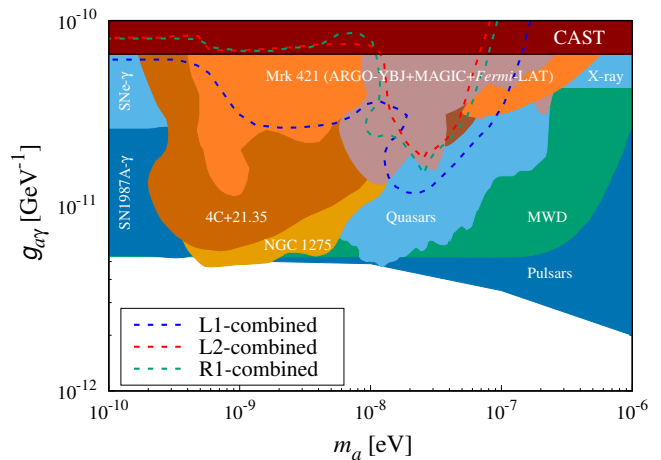 10⁻¹⁰
CAST
Mrk 421 (ARGO-YBJ+MAGIC+Fermi-LAT)
X-ray
SNe-γ
SN1987A-γ
gₐᵧ [GeV⁻¹]
10⁻¹¹
4C+21.35
Quasars
MWD
NGC 1275
Pulsars
L1-combined
L2-combined
R1-combined
10⁻¹²
10⁻¹⁰
10⁻⁹
10⁻⁸
10⁻⁷
10⁻⁶
mₐ [eV]